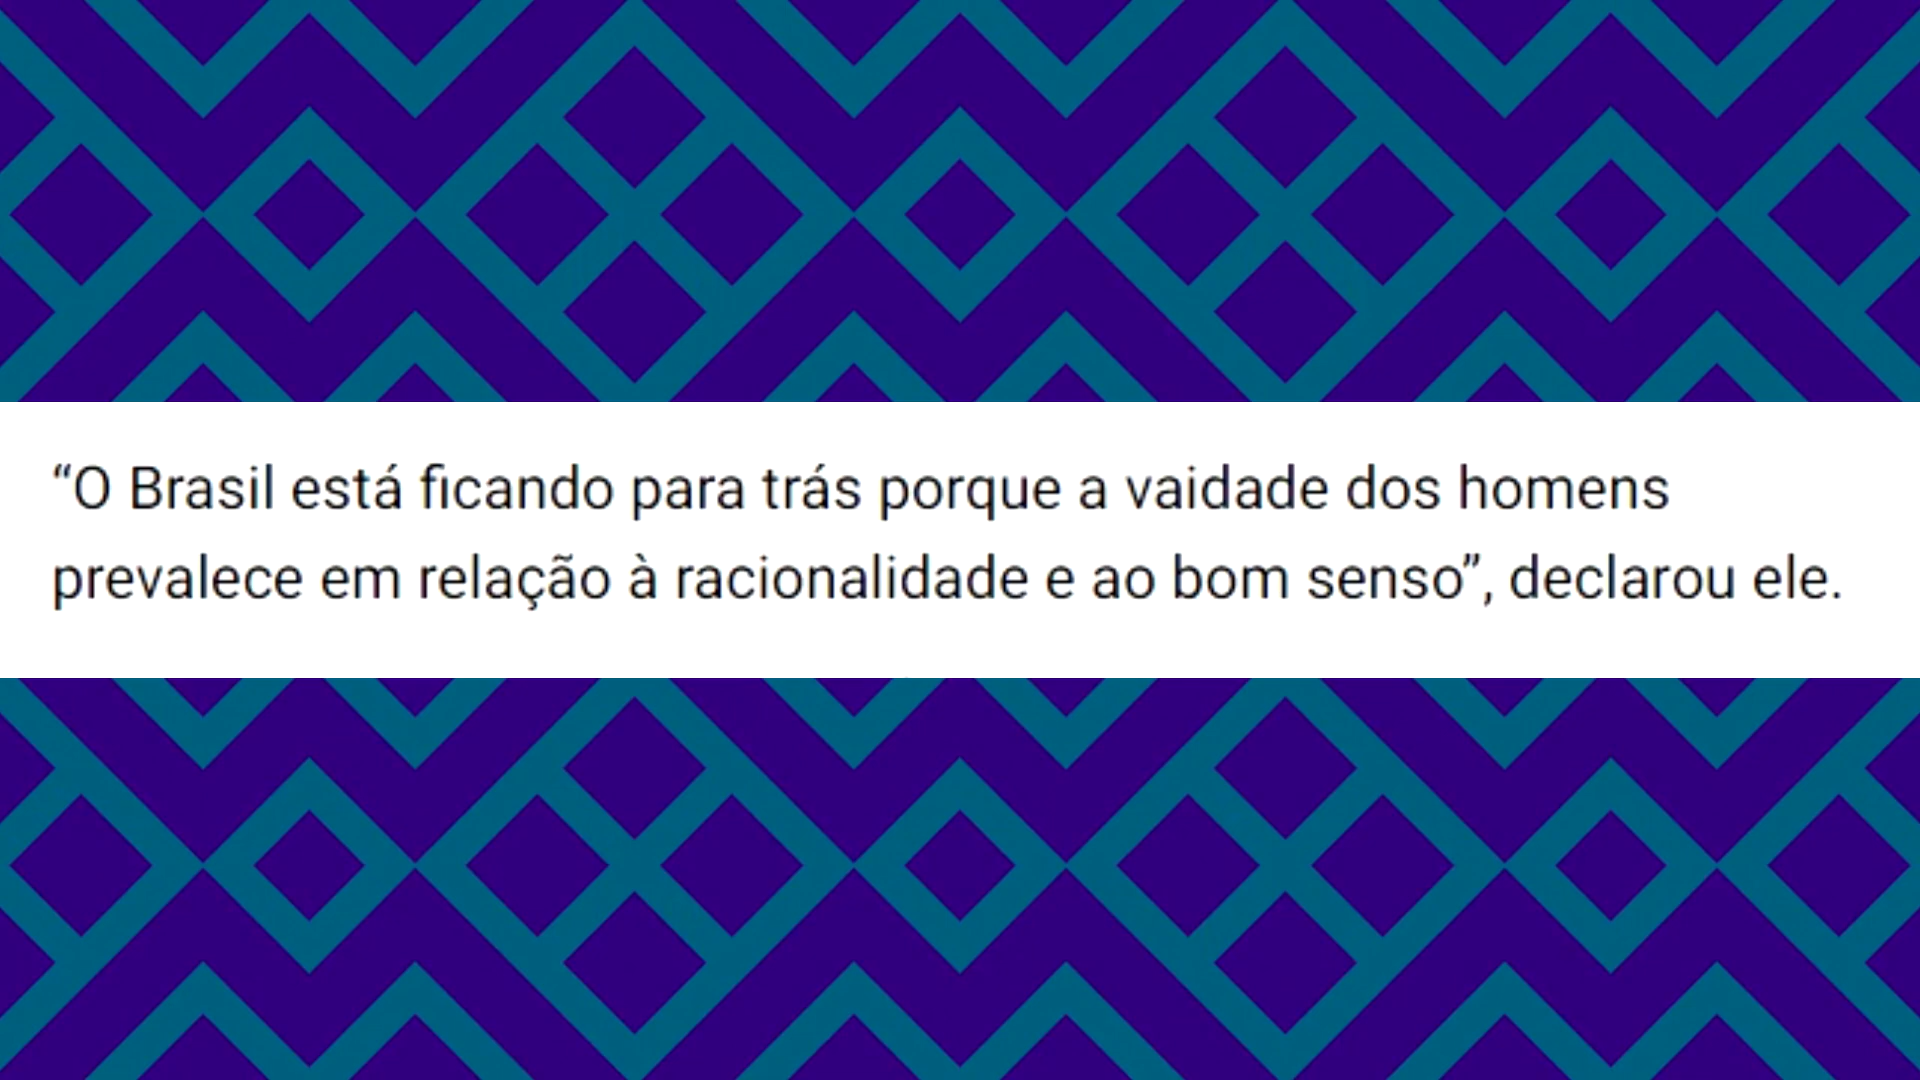 “O Brasil está ficando para trás porque a vaidade dos homens
prevalece em relação à racionalidade e ao bom senso”, declarou ele.